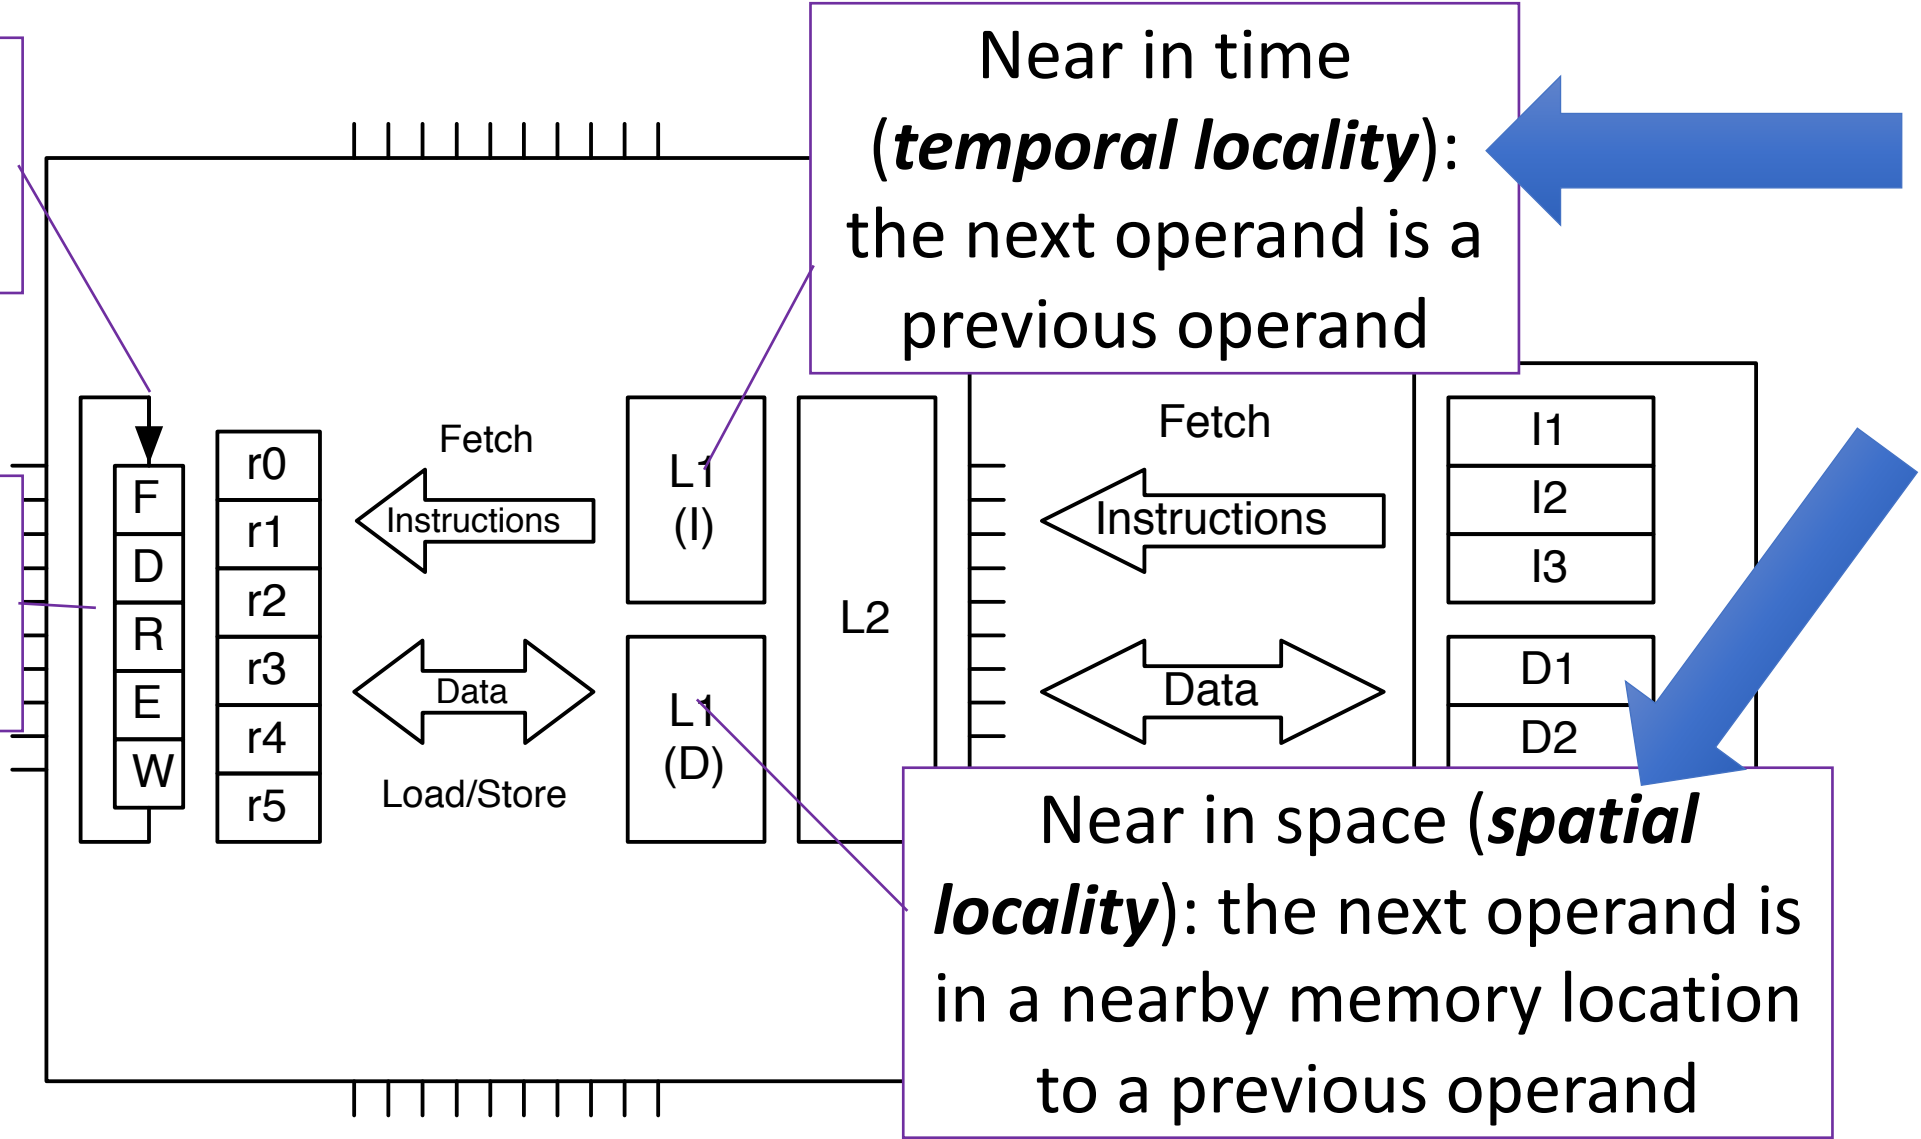 Near in time
(temporal locality):
the next operand is a
previous operand
F
D
R
E
W
r0
r1
r2
r3
r4
r5
Fetch
Instructions
Data
Load/Store
L1
(I)
L1
(D)
L2
Fetch
Instructions
Data
I1
I2
I3
D1
D2
Near in space (spatial
locality): the next operand is
in a nearby memory location
to a previous operand